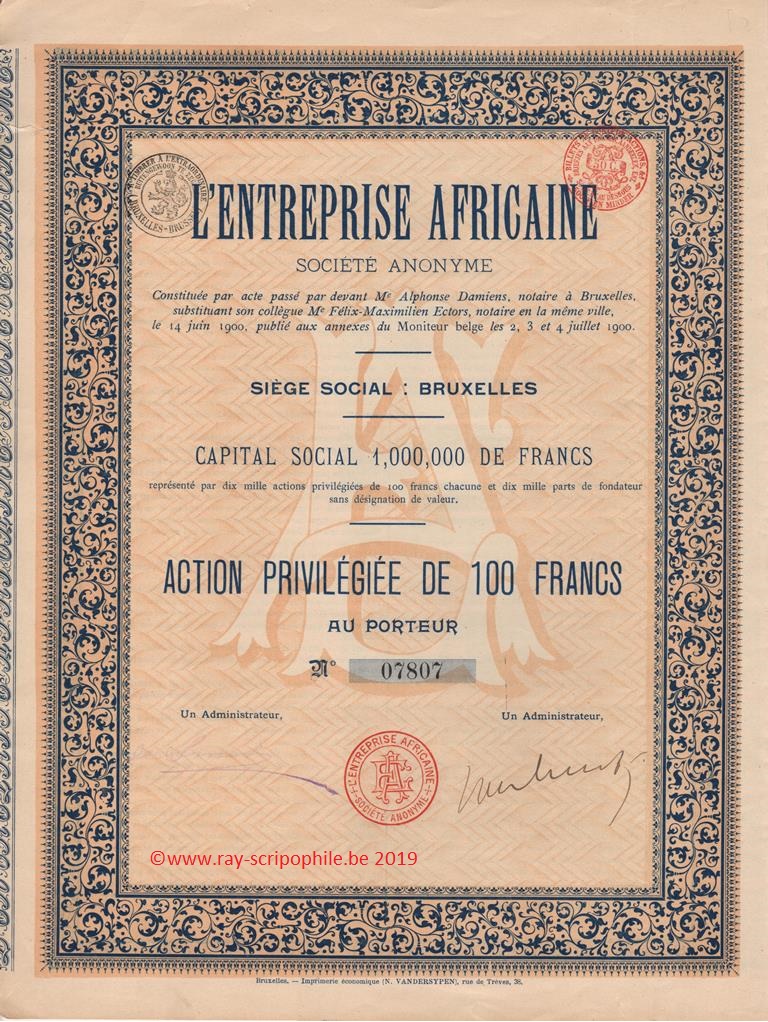 L'ENTREPRISE AFRICAINE
SOCIÉTÉ ANONYME
Constituée par acte passé par devant Me Alphonse Damiens, notaire à Bruxelles,
substituant son collègue Me Félix-Maximilien Ectors, notaire en la même ville,
le 14 juin 1900, publié aux annexes du Moniteur belge les 2, 3 et 4 juillet 1900.
SIÈGE SOCIAL : BRUXELLES
CAPITAL SOCIAL 1,000,000 DE FRANCS
représenté par dix mille actions privilégiées de 100 francs chacune et dix mille parts de fondateur
sans désignation de valeur.
ACTION PRIVILÉGIÉE DE 100 FRANCS
AU PORTEUR
No 07807
Un Administrateur,
Un Administrateur,
L'ENTREPRISE AFRICAINE
SOCIÉTÉ ANONYME
©www.ray-scripophile.be 2019
Bruxelles. — Imprimerie économique (N. VANDERSYPEN), rue de Trèves, 38.